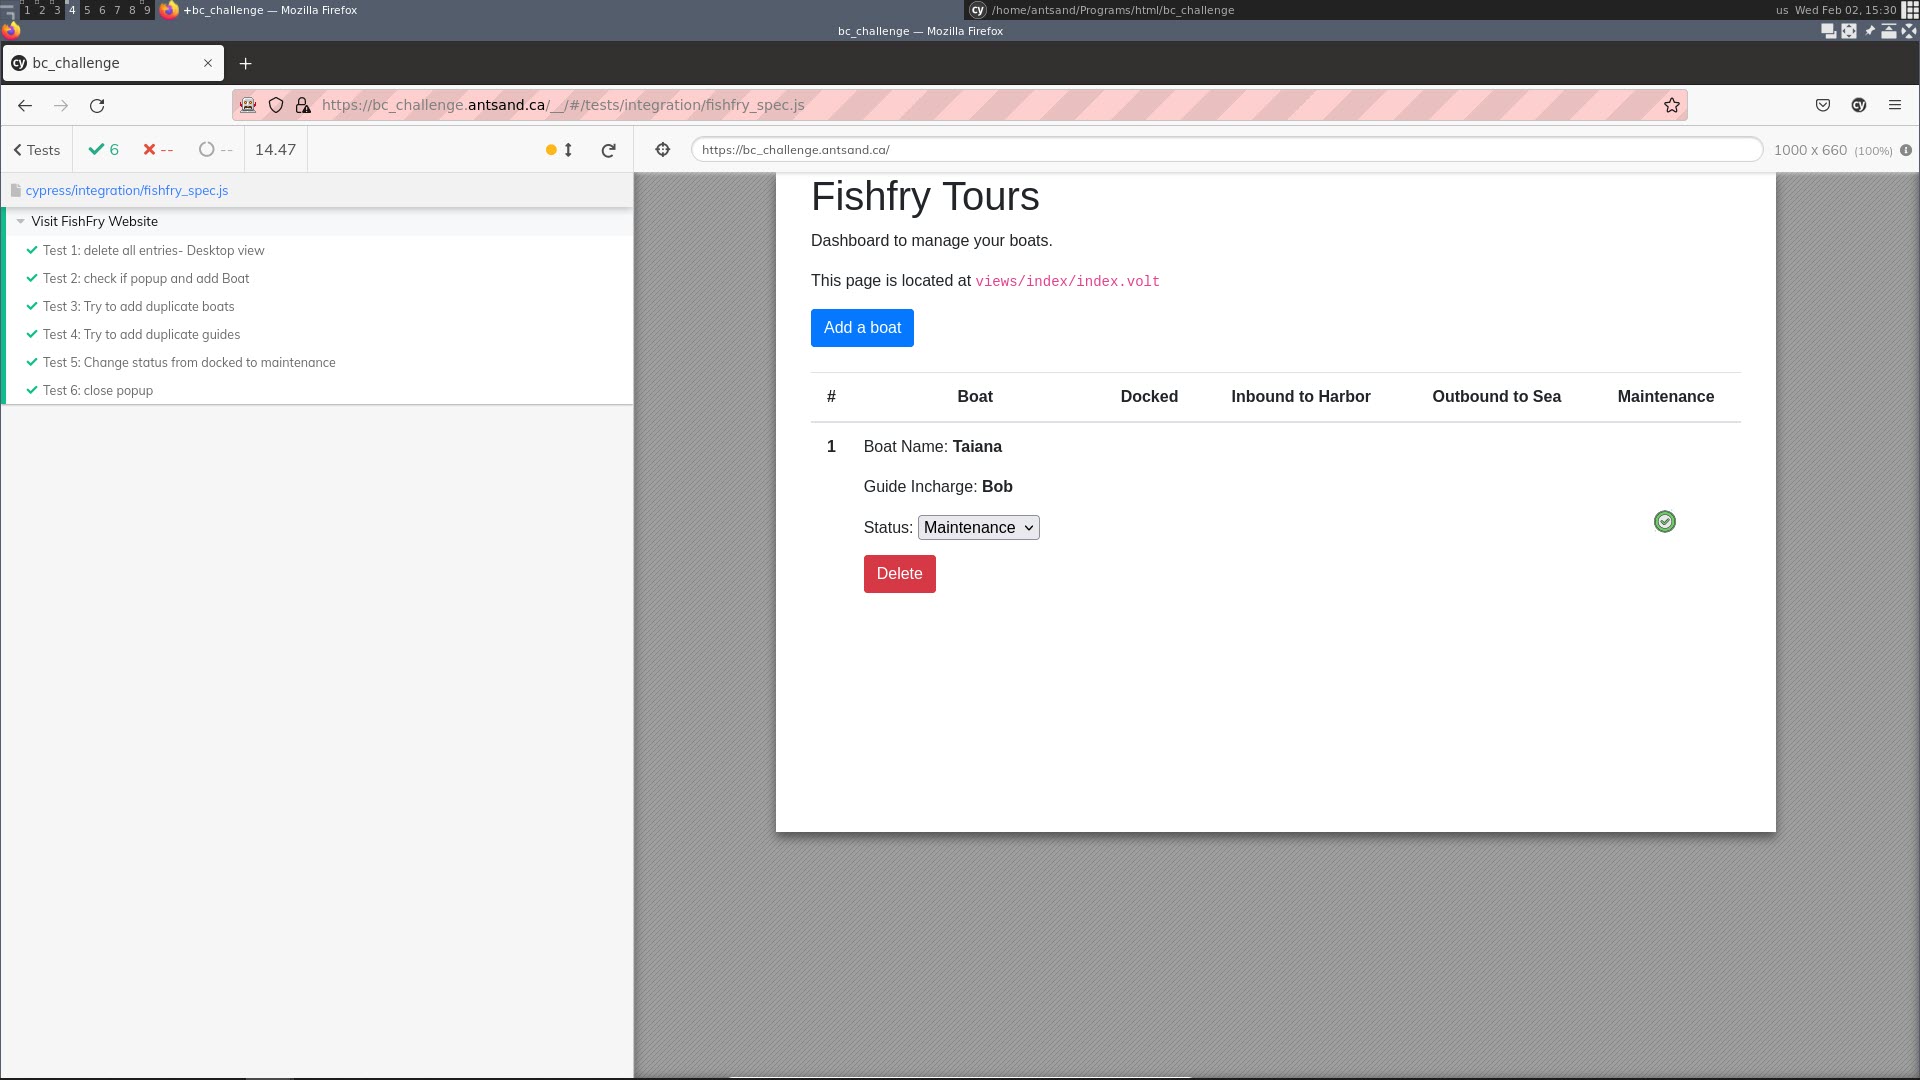 1 2 3 4 5 6 7 8 9 +bc_challenge — Mozilla Firefox cy /home/antsand/Programs/html/bc_challenge us Wed Feb 02, 15:30
bc_challenge — Mozilla Firefox
cy bc_challenge
https://bc_challenge.antsand.ca/__/#/tests/integration/fishfry_spec.js cy
Tests 6 -- -- 14.47 https://bc_challenge.antsand.ca/ 1000 x 660 (100%)
cypress/integration/fishfry_spec.js
Visit FishFry Website
Test 1: delete all entries- Desktop view
Test 2: check if popup and add Boat
Test 3: Try to add duplicate boats
Test 4: Try to add duplicate guides
Test 5: Change status from docked to maintenance
Test 6: close popup
Fishfry Tours
Dashboard to manage your boats.
This page is located at views/index/index.volt
Add a boat
# Boat Docked Inbound to Harbor Outbound to Sea Maintenance
1 Boat Name: Taiana
Guide Incharge: Bob
Status: Maintenance
Delete